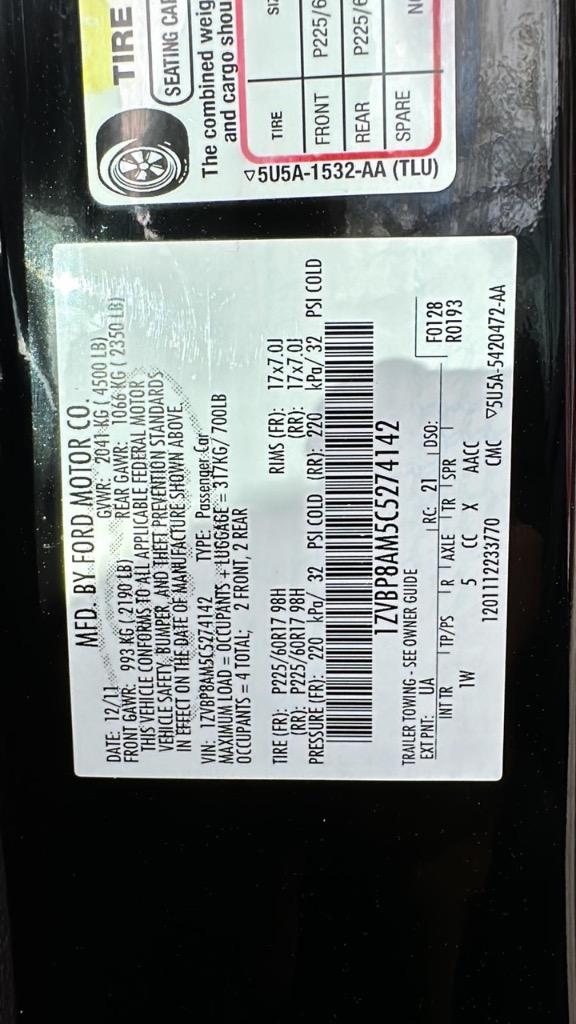 TIRE
SEATING CAP
The combined weig
and cargo shou
TIRE
FRONT P225/6
REAR P225/6
SPARE
▽5U5A-1532-AA (TLU)
MFD. BY FORD MOTOR CO.
DATE: 12/11 GVWR: 2041 KG ( 4500 LB)
FRONT GAWR: 993 KG ( 2190 LB) REAR GAWR: 1066 KG ( 2350 LB)
THIS VEHICLE CONFORMS TO ALL APPLICABLE FEDERAL MOTOR
VEHICLE SAFETY, BUMPER, AND THEFT PREVENTION STANDARDS
IN EFFECT ON THE DATE OF MANUFACTURE SHOWN ABOVE
VIN: 1ZVBP8AM5C5274142 TYPE: Passenger Car
MAXIMUM LOAD = OCCUPANTS + LUGGAGE = 317KG/ 700LB
OCCUPANTS = 4 TOTAL; 2 FRONT, 2 REAR
TIRE (FR): P225/60R17 98H RIMS (FR): 17x7.0J
(RR): P225/60R17 98H (RR): 17x7.0J
PRESSURE (FR): 220 kPa/ 32 PSI COLD (RR): 220 kPa/ 32 PSI COLD
1ZVBP8AM5C5274142
TRAILER TOWING - SEE OWNER GUIDE
EXT PNT: UA RC: 21 DSO: F0128
INT TR TP/PS R AXLE TR SPR R0193
1W 5 CC X AACC
1201112233770 CMC ▽5U5A-5420472-AA